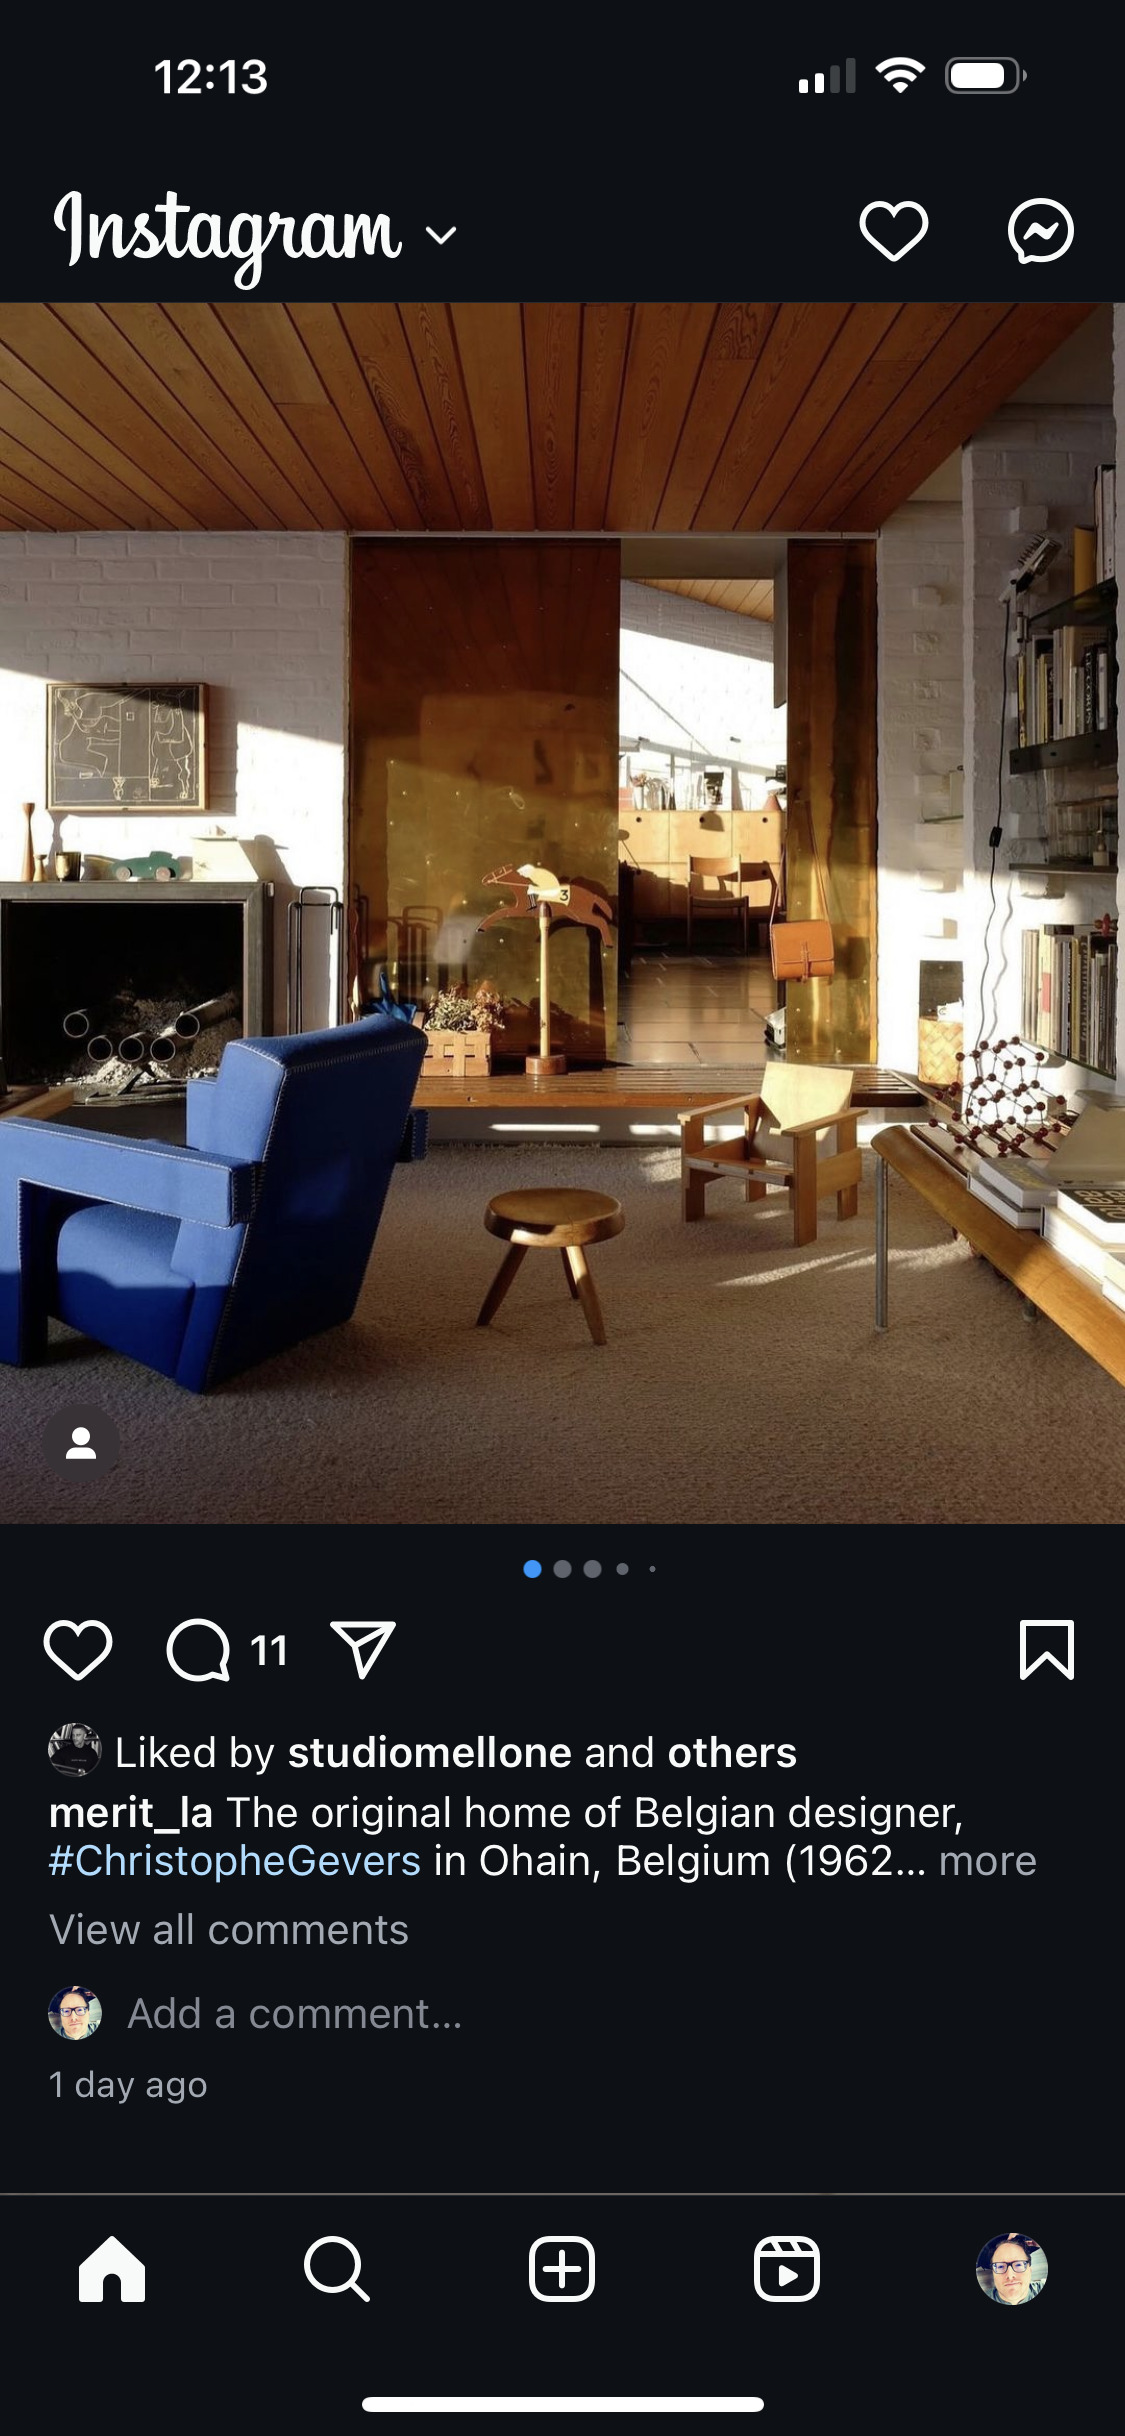 12:13
Instagram
3
11
Liked by studiomellone and others
merit_la The original home of Belgian designer,
#ChristopheGevers in Ohain, Belgium (1962... more
View all comments
Add a comment...
1 day ago